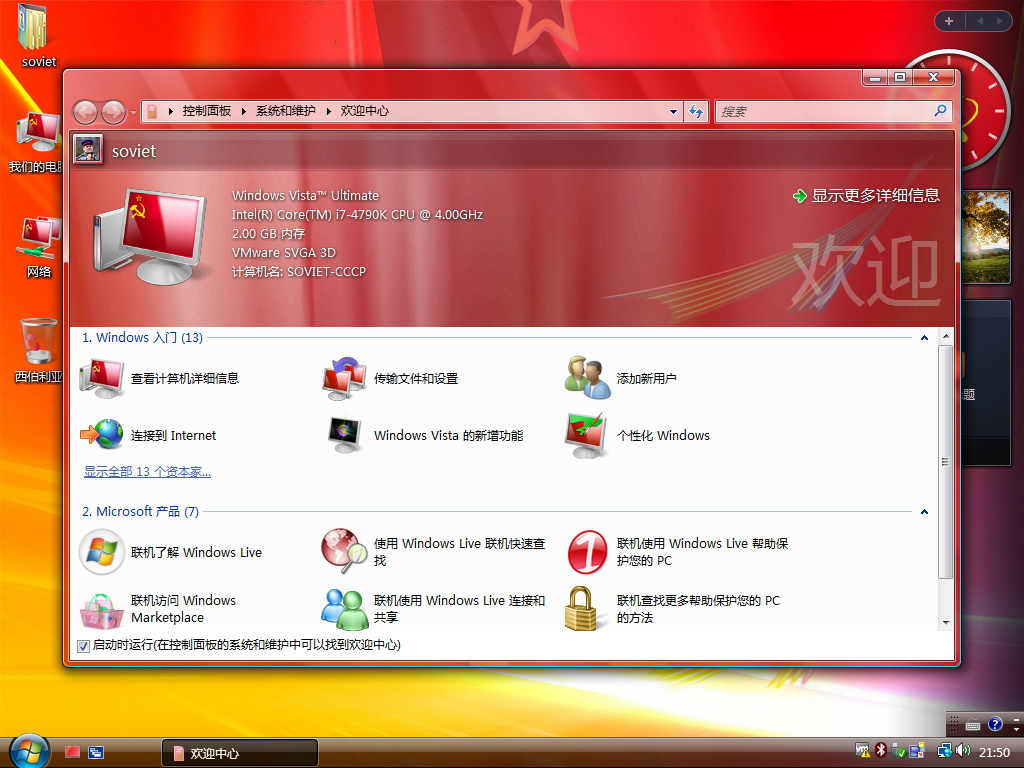 soviet
我们的电脑
网络
西伯利亚
控制面板 系统和维护 欢迎中心
搜索
soviet
Windows Vista™ Ultimate
Intel(R) Core(TM) i7-4790K CPU @ 4.00GHz
2.00 GB 内存
VMware SVGA 3D
计算机名: SOVIET-CCCP
显示更多详细信息
欢迎
1. Windows 入门 (13)
查看计算机详细信息
传输文件和设置
添加新用户
连接到 Internet
Windows Vista 的新增功能
个性化 Windows
显示全部 13 个资本家...
2. Microsoft 产品 (7)
联机了解 Windows Live
使用 Windows Live 联机快速查
找
联机使用 Windows Live 帮助保
护您的 PC
联机访问 Windows
Marketplace
联机使用 Windows Live 连接和
共享
联机查找更多帮助保护您的 PC
的方法
启动时运行(在控制面板的系统和维护中可以找到欢迎中心)
题
欢迎中心
21:50